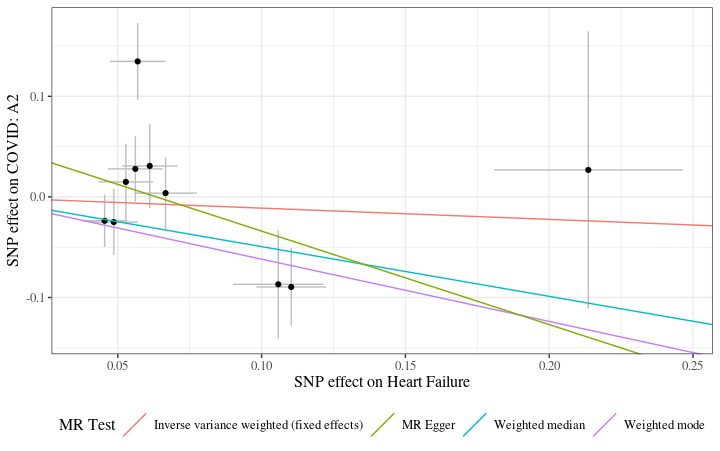 SNP effect on COVID: A2
0.1
0.0
-0.1
0.05 0.10 0.15 0.20 0.25
SNP effect on Heart Failure
MR Test Inverse variance weighted (fixed effects) MR Egger Weighted median Weighted mode